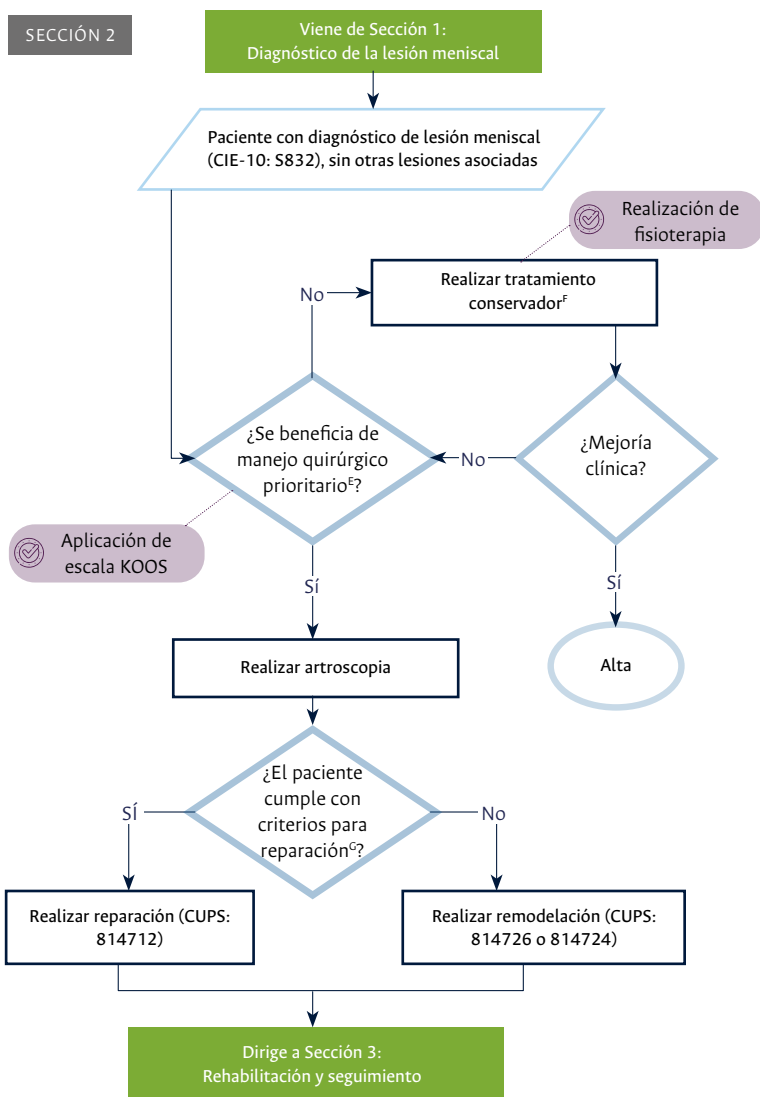 SECCIÓN 2
Viene de Sección 1:
Diagnóstico de la lesión meniscal
Paciente con diagnóstico de lesión meniscal
(CIE-10: S832), sin otras lesiones asociadas
Realización de
fisioterapia
No
Realizar tratamiento
conservadorF
¿Se beneficia de
manejo quirúrgico
prioritarioE?
No
¿Mejoría
clínica?
Aplicación de
escala KOOS
Sí
Sí
Realizar artroscopia
Alta
¿El paciente
cumple con
criterios para
reparaciónG?
SÍ
No
Realizar reparación (CUPS:
814712)
Realizar remodelación (CUPS:
814726 o 814724)
Dirige a Sección 3:
Rehabilitación y seguimiento